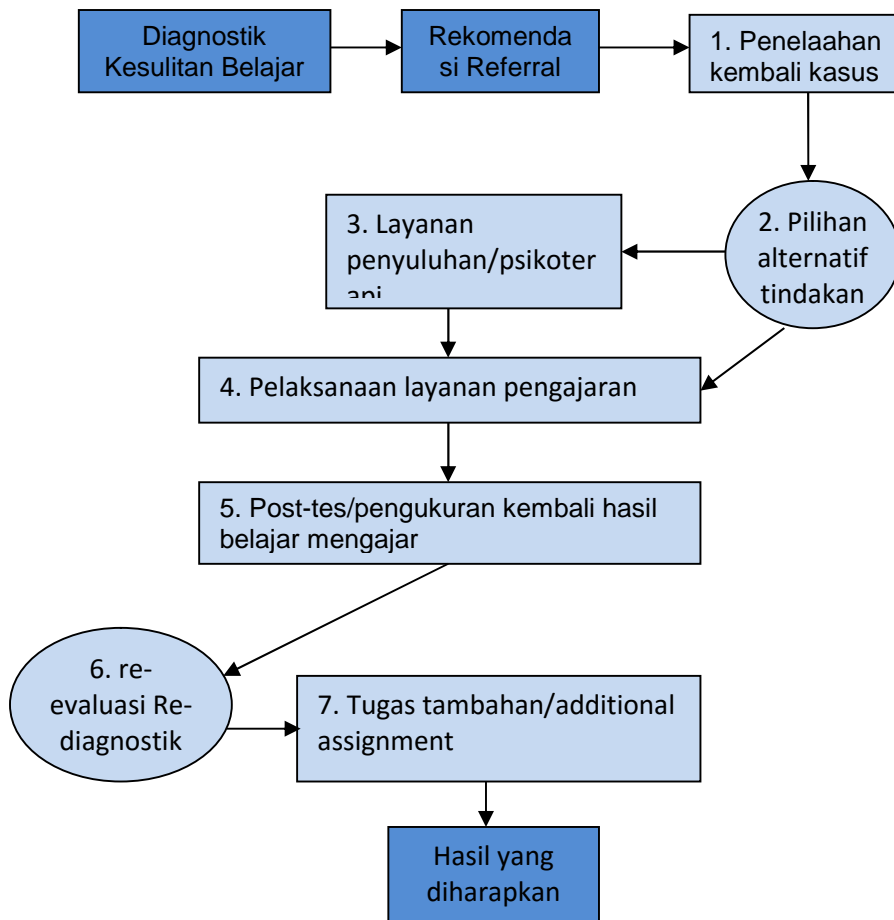 Diagnostik
Kesulitan Belajar
Rekomenda
si Referral
1. Penelaahan
kembali kasus
2. Pilihan
alternatif
tindakan
3. Layanan
penyuluhan/psikoter
api
4. Pelaksanaan layanan pengajaran
5. Post-tes/pengukuran kembali hasil
belajar mengajar
6. re-
evaluasi Re-
diagnostik
7. Tugas tambahan/additional
assignment
Hasil yang
diharapkan